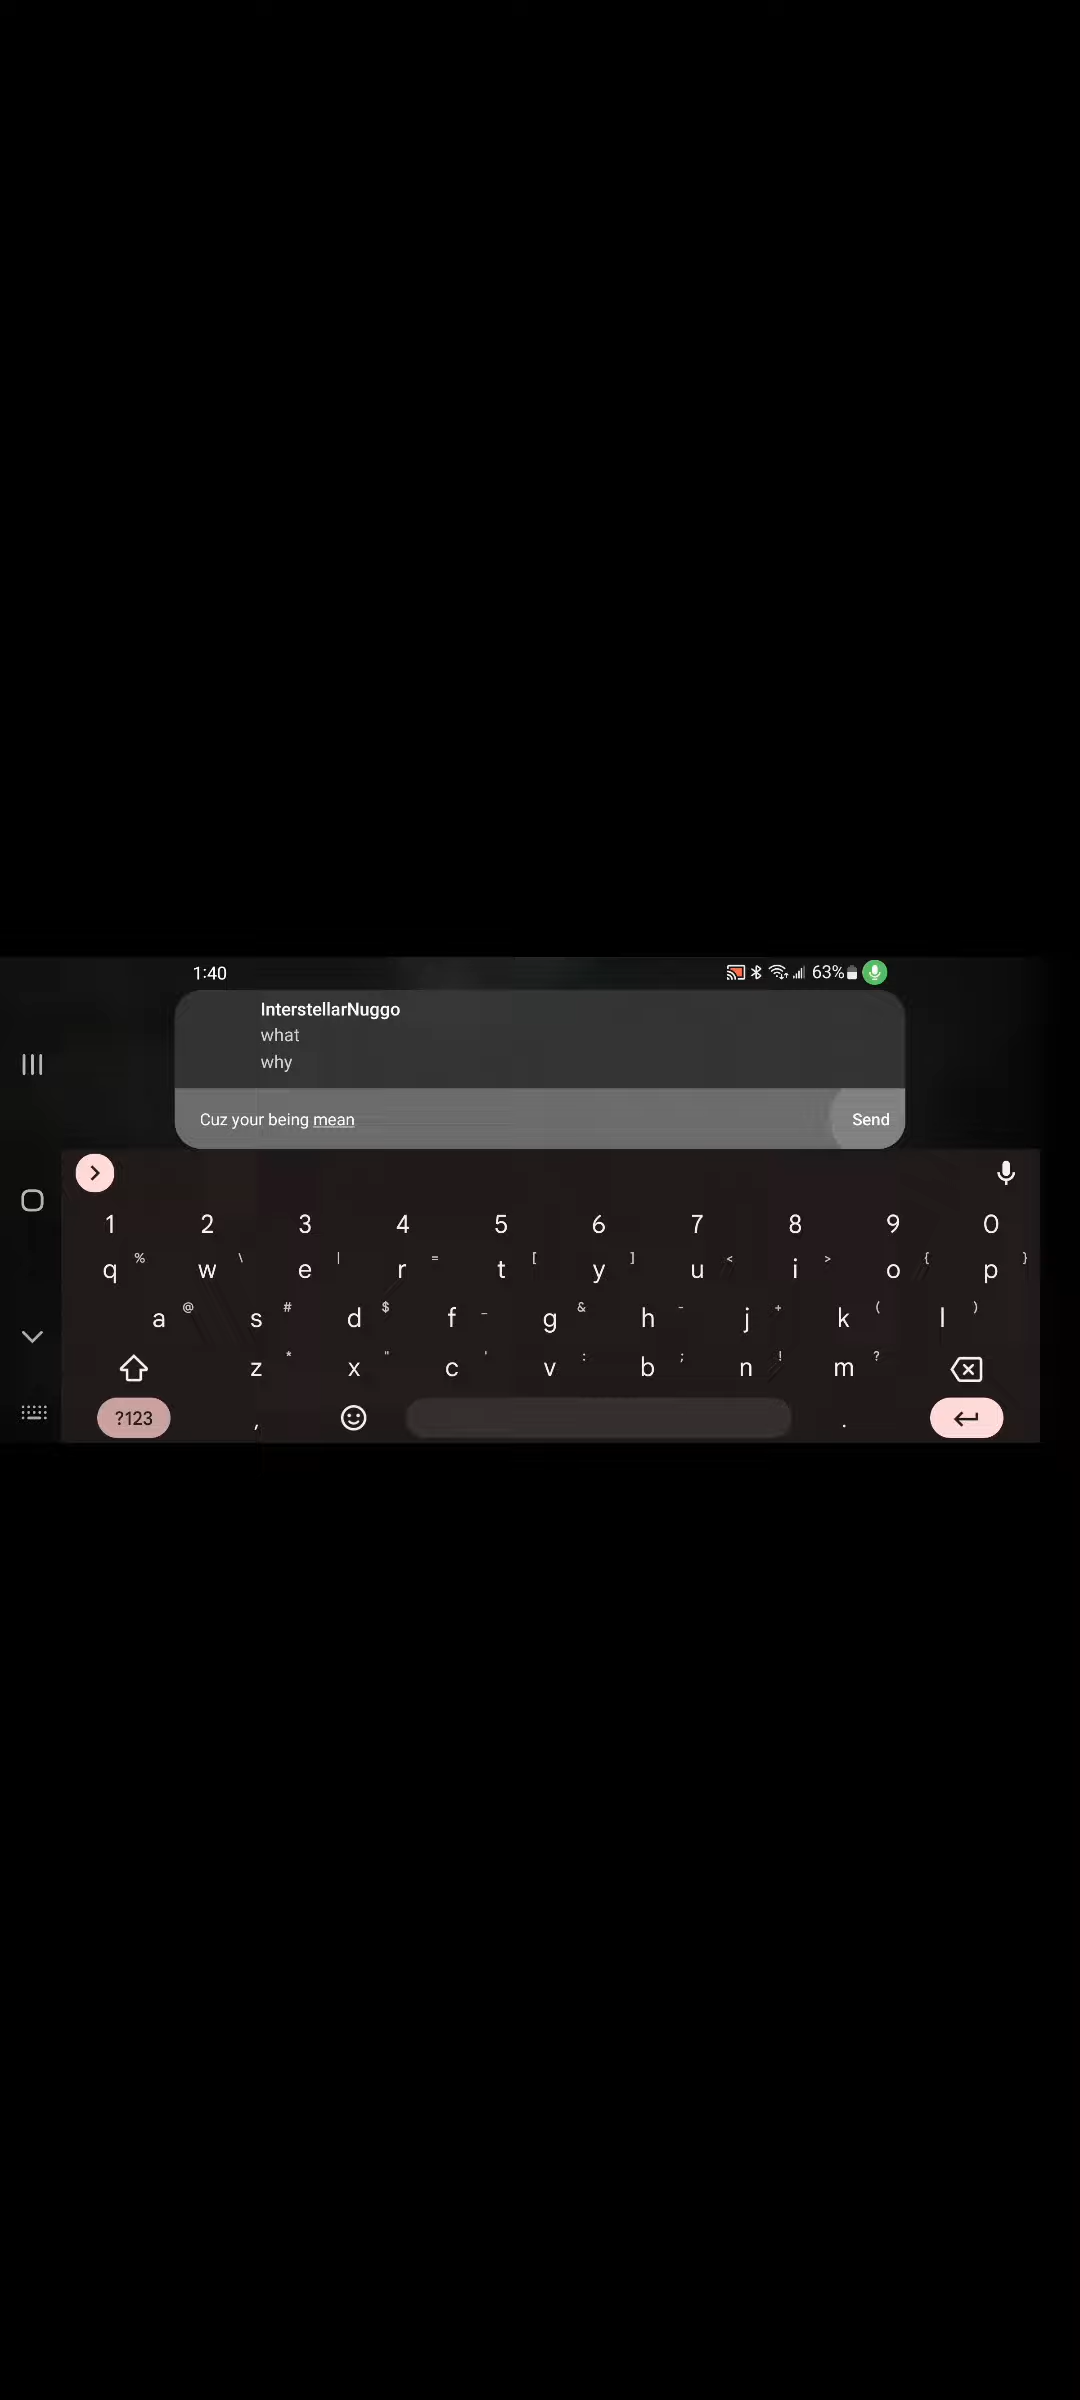 1:40 63%
InterstellarNuggo
what
why
Cuz your being mean Send
1 2 3 4 5 6 7 8 9 0
q % w \ e | r = t [ y ] u < i > o { p }
a @ s # d $ f _ g & h - j + k ( l )
z * x " c ' v : b ; n ! m ?
?123 , .